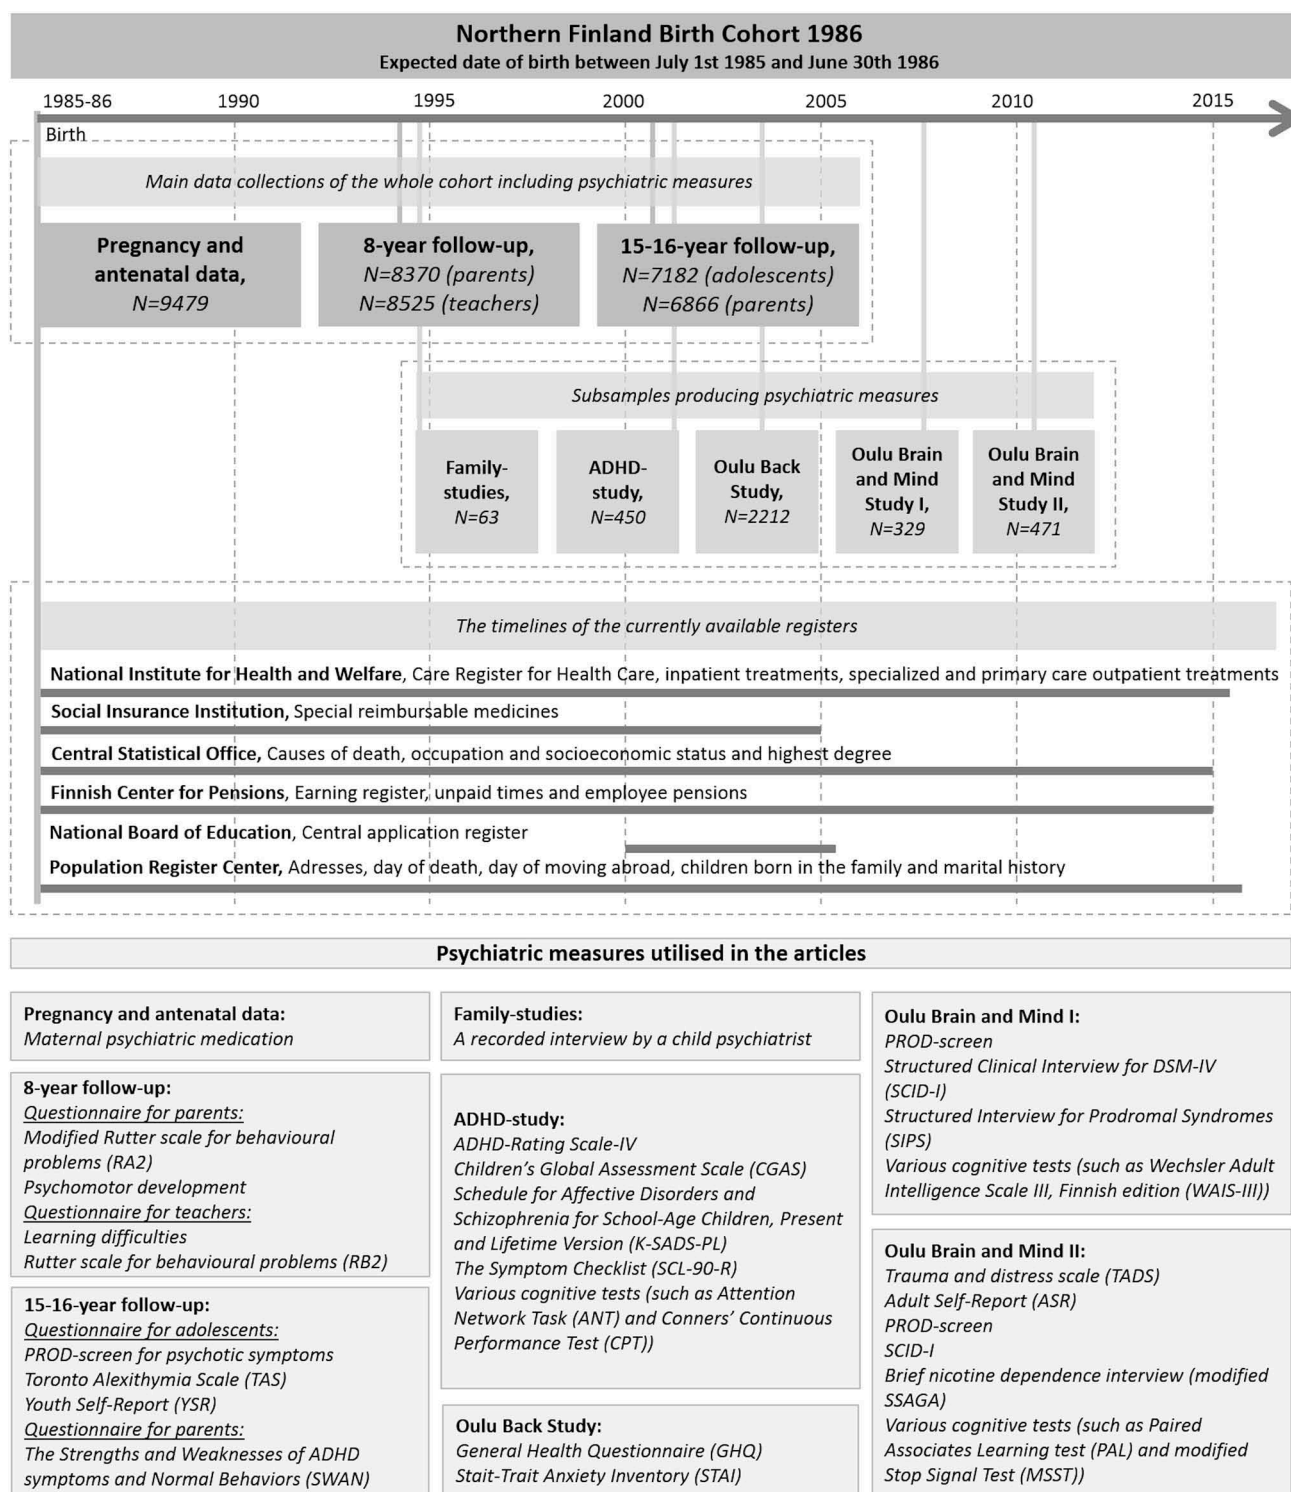 Northern Finland Birth Cohort 1986
Expected date of birth between July 1st 1985 and June 30th 1986
1985-86 1990 1995 2000 2005 2010 2015
Birth
Main data collections of the whole cohort including psychiatric measures
Pregnancy and
antenatal data,
N=9479
8-year follow-up,
N=8370 (parents)
N=8525 (teachers)
15-16-year follow-up,
N=7182 (adolescents)
N=6866 (parents)
Subsamples producing psychiatric measures
Family-
studies,
N=63
ADHD-
study,
N=450
Oulu Back
Study,
N=2212
Oulu Brain
and Mind
Study I,
N=329
Oulu Brain
and Mind
Study II,
N=471
The timelines of the currently available registers
National Institute for Health and Welfare, Care Register for Health Care, inpatient treatments, specialized and primary care outpatient treatments
Social Insurance Institution, Special reimbursable medicines
Central Statistical Office, Causes of death, occupation and socioeconomic status and highest degree
Finnish Center for Pensions, Earning register, unpaid times and employee pensions
National Board of Education, Central application register
Population Register Center, Adresses, day of death, day of moving abroad, children born in the family and marital history
Psychiatric measures utilised in the articles
Pregnancy and antenatal data:
Maternal psychiatric medication
8-year follow-up:
Questionnaire for parents:
Modified Rutter scale for behavioural
problems (RA2)
Psychomotor development
Questionnaire for teachers:
Learning difficulties
Rutter scale for behavioural problems (RB2)
15-16-year follow-up:
Questionnaire for adolescents:
PROD-screen for psychotic symptoms
Toronto Alexithymia Scale (TAS)
Youth Self-Report (YSR)
Questionnaire for parents:
The Strengths and Weaknesses of ADHD
symptoms and Normal Behaviors (SWAN)
Family-studies:
A recorded interview by a child psychiatrist
ADHD-study:
ADHD-Rating Scale-IV
Children's Global Assessment Scale (CGAS)
Schedule for Affective Disorders and
Schizophrenia for School-Age Children, Present
and Lifetime Version (K-SADS-PL)
The Symptom Checklist (SCL-90-R)
Various cognitive tests (such as Attention
Network Task (ANT) and Conners' Continuous
Performance Test (CPT))
Oulu Back Study:
General Health Questionnaire (GHQ)
Stait-Trait Anxiety Inventory (STAI)
Oulu Brain and Mind I:
PROD-screen
Structured Clinical Interview for DSM-IV
(SCID-I)
Structured Interview for Prodromal Syndromes
(SIPS)
Various cognitive tests (such as Wechsler Adult
Intelligence Scale III, Finnish edition (WAIS-III))
Oulu Brain and Mind II:
Trauma and distress scale (TADS)
Adult Self-Report (ASR)
PROD-screen
SCID-I
Brief nicotine dependence interview (modified
SSAGA)
Various cognitive tests (such as Paired
Associates Learning test (PAL) and modified
Stop Signal Test (MSST))